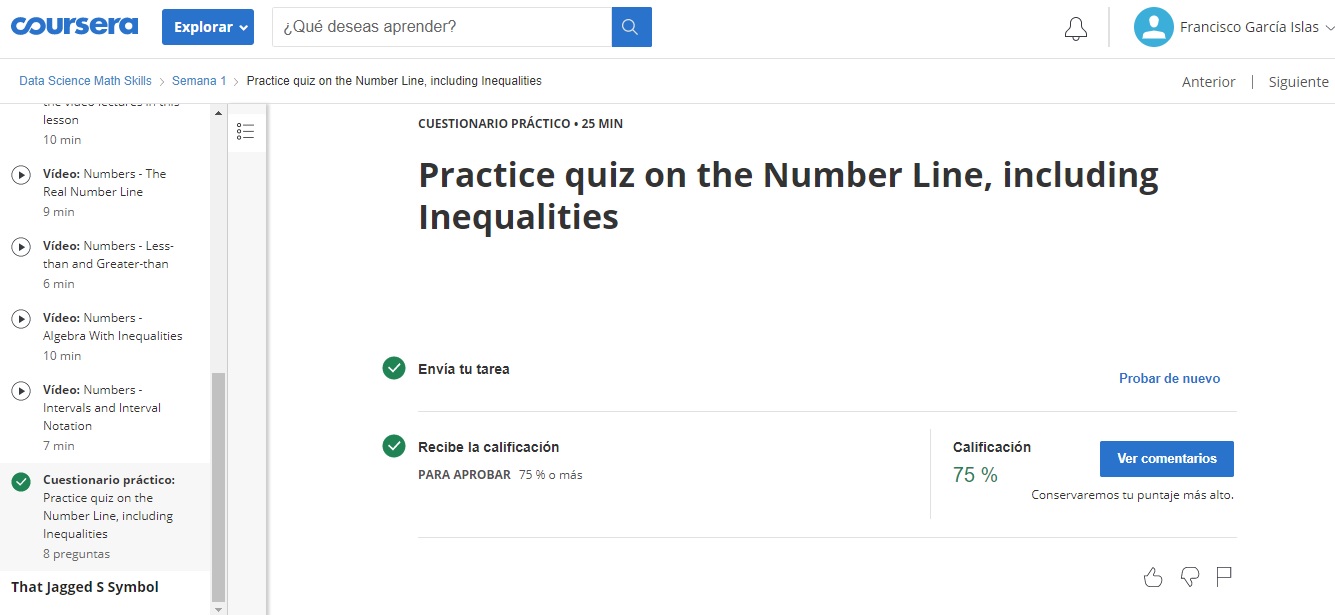 coursera
Explorar
¿Qué deseas aprender?
Francisco García Islas
Data Science Math Skills > Semana 1 > Practice quiz on the Number Line, including Inequalities
Anterior | Siguiente
the video lectures in this
lesson
10 min
Vídeo: Numbers - The
Real Number Line
9 min
Vídeo: Numbers - Less-
than and Greater-than
6 min
Vídeo: Numbers -
Algebra With Inequalities
10 min
Vídeo: Numbers -
Intervals and Interval
Notation
7 min
Cuestionario práctico:
Practice quiz on the
Number Line, including
Inequalities
8 preguntas
That Jagged S Symbol
CUESTIONARIO PRÁCTICO • 25 MIN
Practice quiz on the Number Line, including
Inequalities
Envía tu tarea
Probar de nuevo
Recibe la calificación
PARA APROBAR 75 % o más
Calificación
75 %
Ver comentarios
Conservaremos tu puntaje más alto.